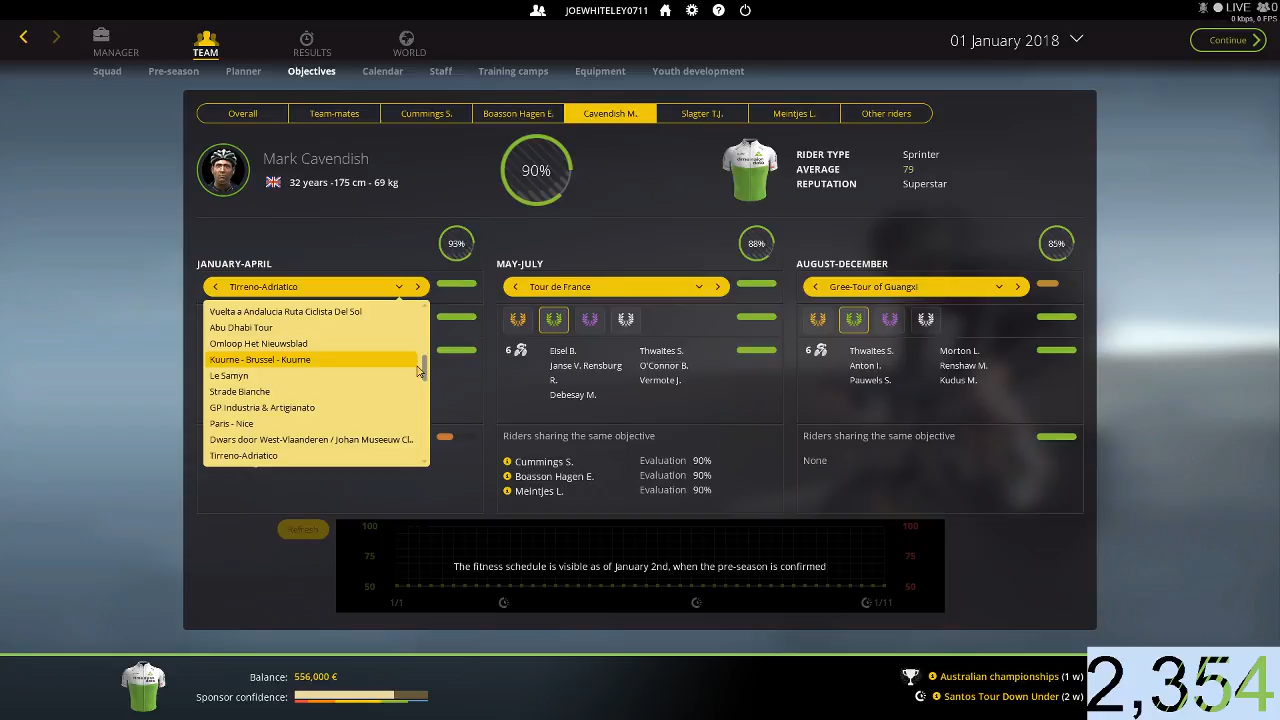 JOEWHITELEY0711
LIVE 0
0 kbps, 0 FPS
MANAGER TEAM RESULTS WORLD
01 January 2018
Continue
Squad Pre-season Planner Objectives Calendar Staff Training camps Equipment Youth development
Overall Team-mates Cummings S. Boasson Hagen E. Cavendish M. Slagter T.J. Meintjes L. Other riders
Mark Cavendish
32 years -175 cm - 69 kg
90%
RIDER TYPE Sprinter
AVERAGE 79
REPUTATION Superstar
93% 88% 85%
JANUARY-APRIL MAY-JULY AUGUST-DECEMBER
Tirreno-Adriatico Tour de France Gree-Tour of Guangxi
Vuelta a Andalucia Ruta Ciclista Del Sol
Abu Dhabi Tour
Omloop Het Nieuwsblad
Kuurne - Brussel - Kuurne
Le Samyn
Strade Bianche
GP Industria & Artigianato
Paris - Nice
Dwars door West-Vlaanderen / Johan Museeuw Cl..
Tirreno-Adriatico
6 Eisel B. Thwaites S.
Janse V. Rensburg O'Connor B.
R. Vermote J.
Debesay M.
6 Thwaites S. Morton L.
Anton I. Renshaw M.
Pauwels S. Kudus M.
Riders sharing the same objective
Cummings S. Evaluation 90%
Boasson Hagen E. Evaluation 90%
Meintjes L. Evaluation 90%
Riders sharing the same objective
None
Refresh
100 100
75 75
50 50
The fitness schedule is visible as of January 2nd, when the pre-season is confirmed
1/1 1/11
Balance: 556,000 €
Sponsor confidence:
Australian championships (1 w)
Santos Tour Down Under (2 w)
2,354